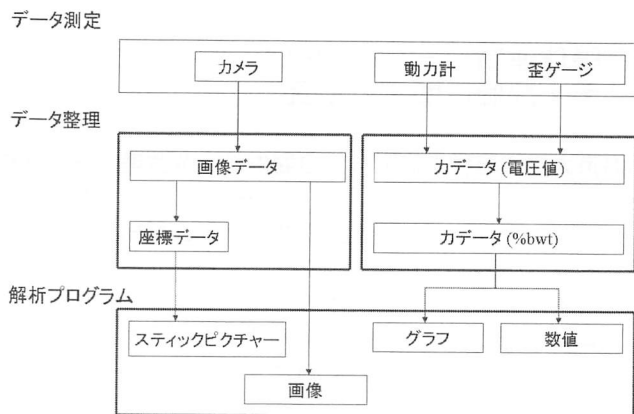 データ測定
カメラ
動力計
歪ゲージ
データ整理
画像データ
力データ(電圧値)
座標データ
力データ(%bwt)
解析プログラム
スティックピクチャー
グラフ
数値
画像